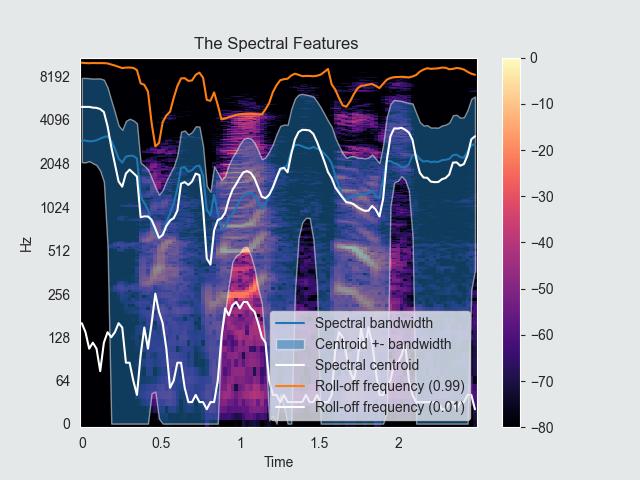 The Spectral Features
8192
4096
2048
1024
512
256
128
64
0
Hz
0
0.5
1
1.5
2
Time
Spectral bandwidth
Centroid +- bandwidth
Spectral centroid
Roll-off frequency (0.99)
Roll-off frequency (0.01)
0
−10
−20
−30
−40
−50
−60
−70
−80